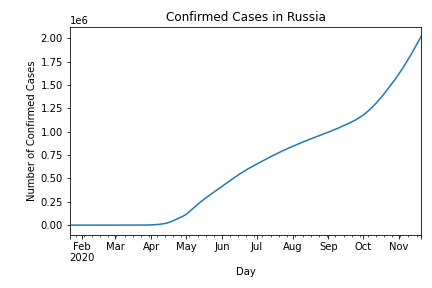 Confirmed Cases in Russia
1e6
Number of Confirmed Cases
2.00
1.75
1.50
1.25
1.00
0.75
0.50
0.25
0.00
Feb Mar Apr May Jun Jul Aug Sep Oct Nov
2020
Day